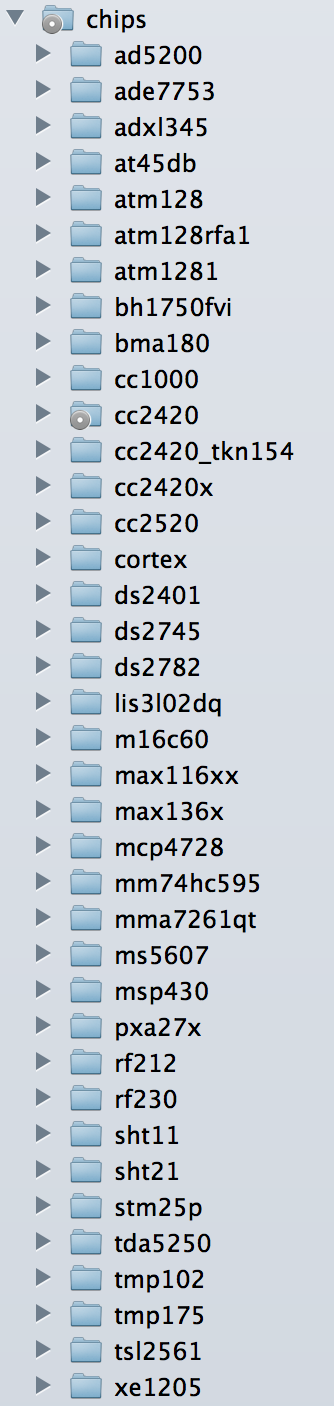 chips
ad5200
ade7753
adxl345
at45db
atm128
atm128rfa1
atm1281
bh1750fvi
bma180
cc1000
cc2420
cc2420_tkn154
cc2420x
cc2520
cortex
ds2401
ds2745
ds2782
lis3l02dq
m16c60
max116xx
max136x
mcp4728
mm74hc595
mma7261qt
ms5607
msp430
pxa27x
rf212
rf230
sht11
sht21
stm25p
tda5250
tmp102
tmp175
tsl2561
xe1205